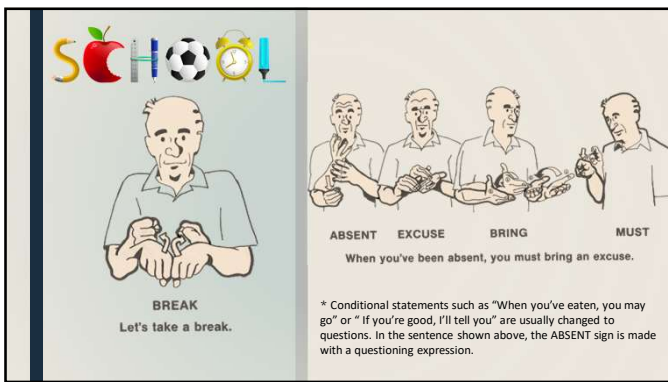 SCHOOL
BREAK
Let's take a break.
ABSENT EXCUSE BRING MUST
When you've been absent, you must bring an excuse.
* Conditional statements such as “When you’ve eaten, you may
go” or “ If you’re good, I’ll tell you” are usually changed to
questions. In the sentence shown above, the ABSENT sign is made
with a questioning expression.